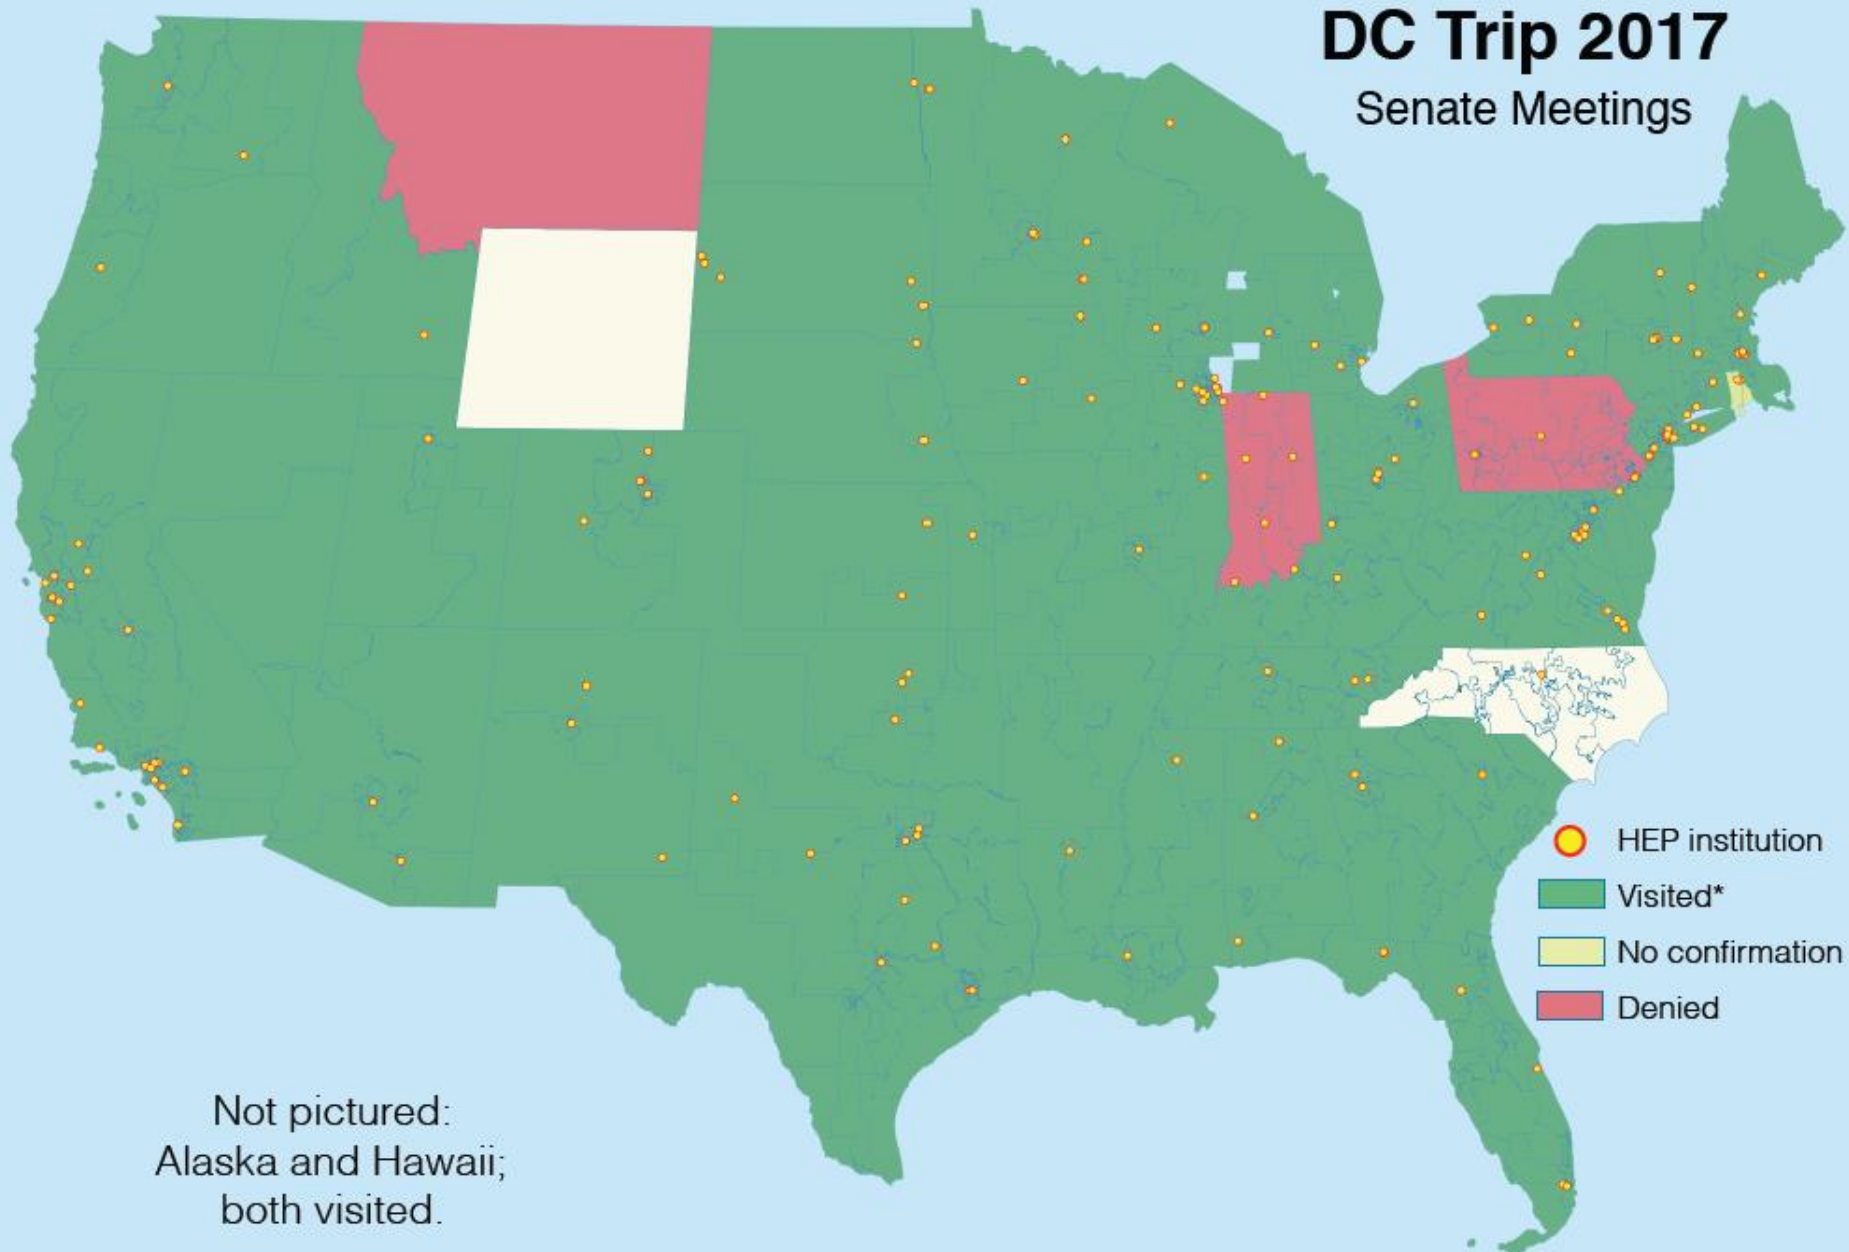 DC Trip 2017
Senate Meetings
HEP institution
Visited*
No confirmation
Denied
Not pictured:
Alaska and Hawaii;
both visited.